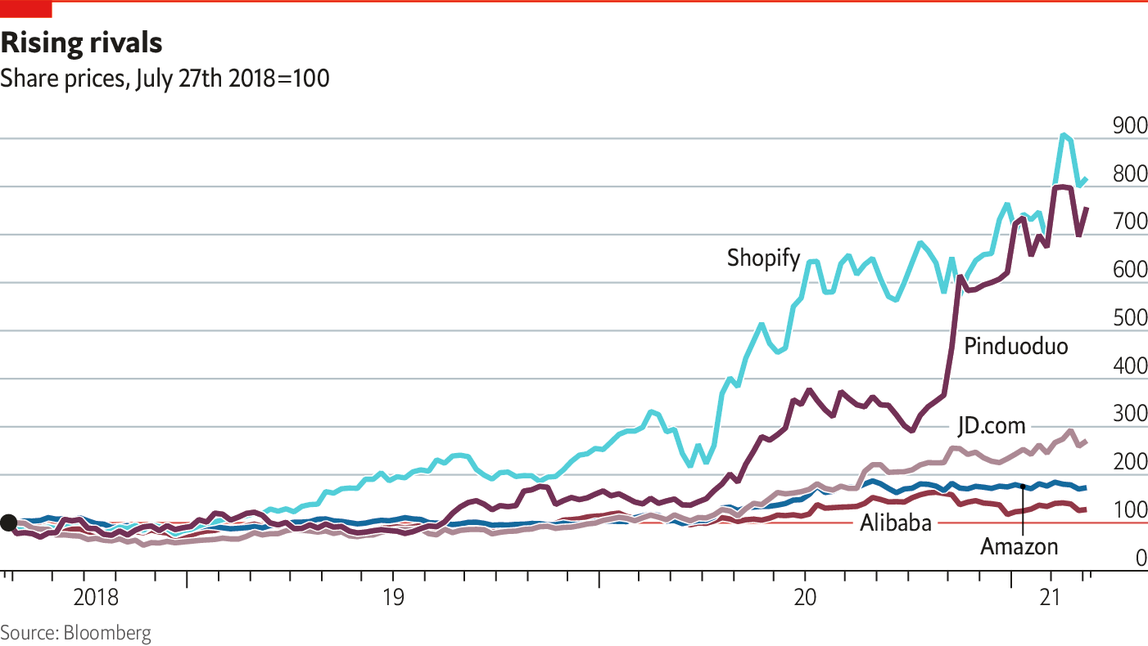 Rising rivals
Share prices, July 27th 2018=100
900
800
700
Shopify
600
500
Pinduoduo
400
JD.com
300
200
100
Alibaba
Amazon
0
2018 19 20 21
Source: Bloomberg